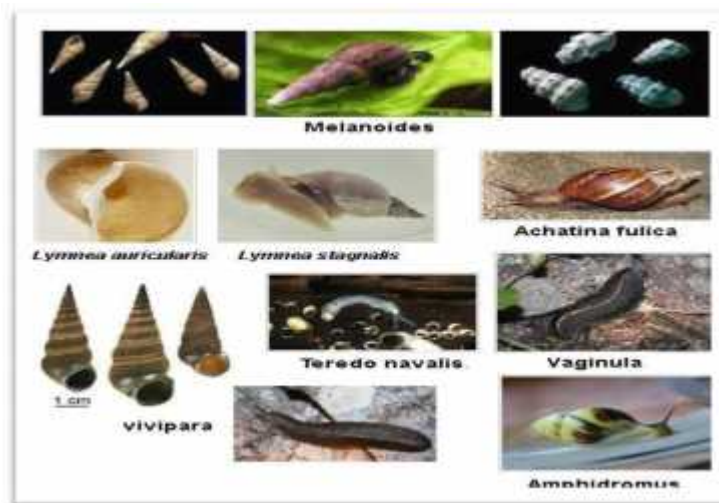 Melanoides
Lymnea auricularis
Lymnea stagnalis
Achatina fulica
Teredo navalis
Vaginula
1 cm
vivipara
Amphidromus